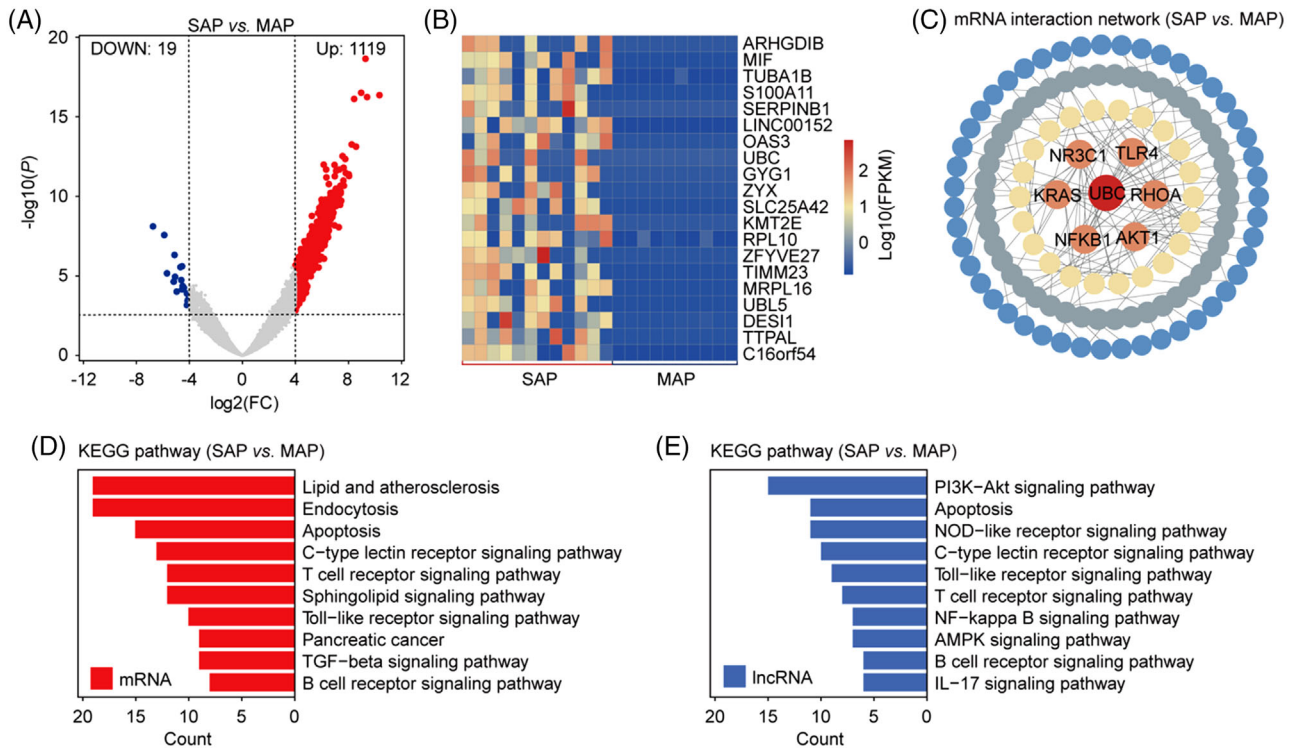 (A)
SAP vs. MAP
DOWN: 19
Up: 1119
20
15
10
5
0
-log10(P)
-12
-8
-4
0
4
8
12
log2(FC)
(B)
ARHGDIB
MIF
TUBA1B
S100A11
SERPINB1
LINC00152
OAS3
UBC
GYG1
ZYX
SLC25A42
KMT2E
RPL10
ZFYVE27
TIMM23
MRPL16
UBL5
DESI1
TTPAL
C16orf54
SAP
MAP
2
1
0
Log10(FPKM)
(C) mRNA interaction network (SAP vs. MAP)
NR3C1
TLR4
KRAS
UBC
RHOA
NFKB1
AKT1
(D) KEGG pathway (SAP vs. MAP)
Lipid and atherosclerosis
Endocytosis
Apoptosis
C−type lectin receptor signaling pathway
T cell receptor signaling pathway
Sphingolipid signaling pathway
Toll−like receptor signaling pathway
Pancreatic cancer
TGF−beta signaling pathway
B cell receptor signaling pathway
mRNA
20
15
10
5
0
Count
(E) KEGG pathway (SAP vs. MAP)
PI3K−Akt signaling pathway
Apoptosis
NOD−like receptor signaling pathway
C−type lectin receptor signaling pathway
Toll−like receptor signaling pathway
T cell receptor signaling pathway
NF−kappa B signaling pathway
AMPK signaling pathway
B cell receptor signaling pathway
IL−17 signaling pathway
lncRNA
20
15
10
5
0
Count